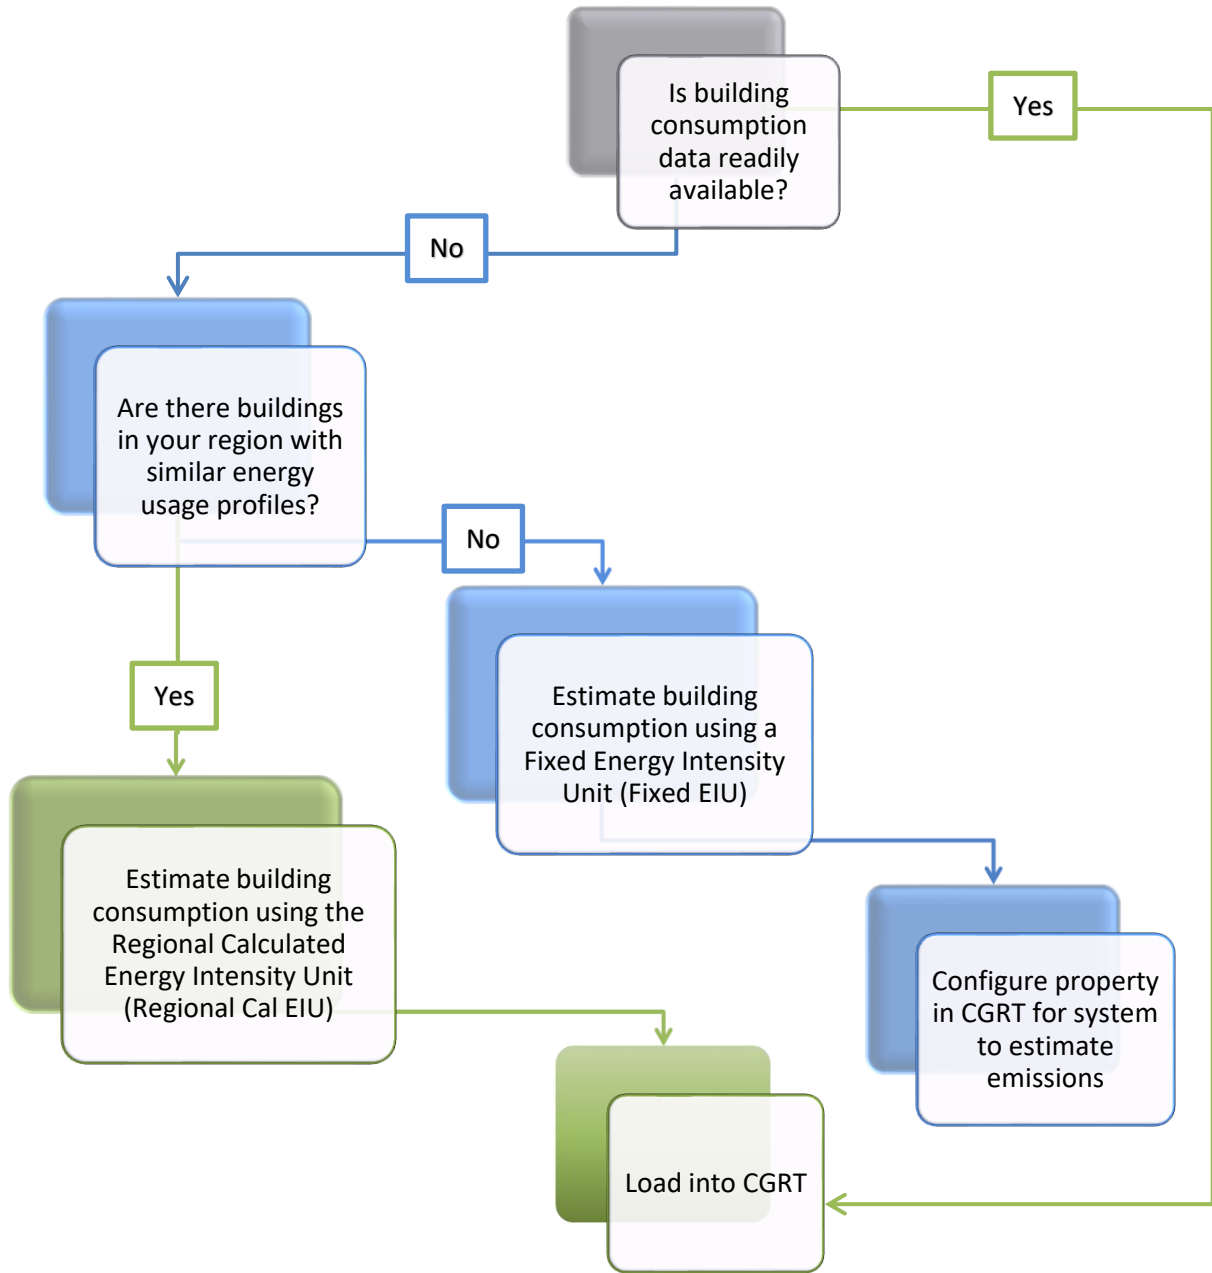 Is building
consumption
data readily
available?
Yes
No
Are there buildings
in your region with
similar energy
usage profiles?
No
Yes
Estimate building
consumption using a
Fixed Energy Intensity
Unit (Fixed EIU)
Estimate building
consumption using the
Regional Calculated
Energy Intensity Unit
(Regional Cal EIU)
Configure property
in CGRT for system
to estimate
emissions
Load into CGRT